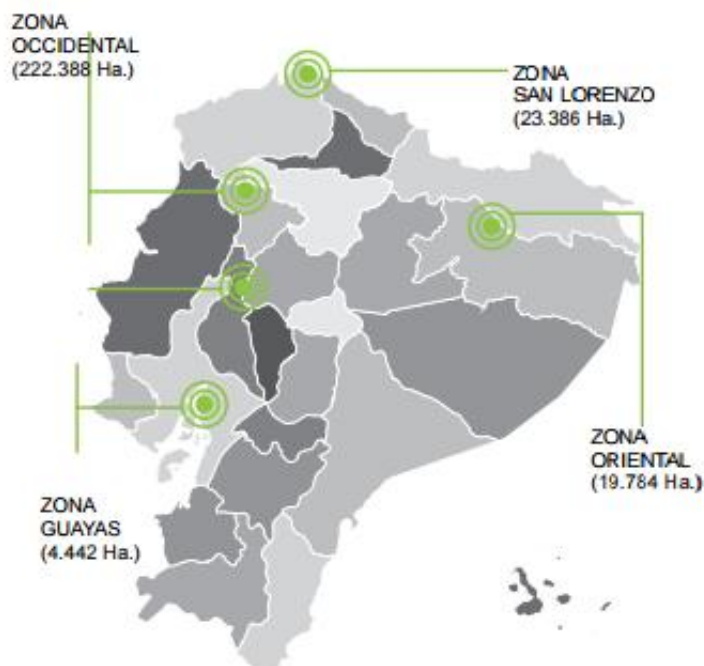 ZONA
OCCIDENTAL
(222.388 Ha.)
ZONA
SAN LORENZO
(23.386 Ha.)
ZONA
ORIENTAL
(19.784 Ha.)
ZONA
GUAYAS
(4.442 Ha.)